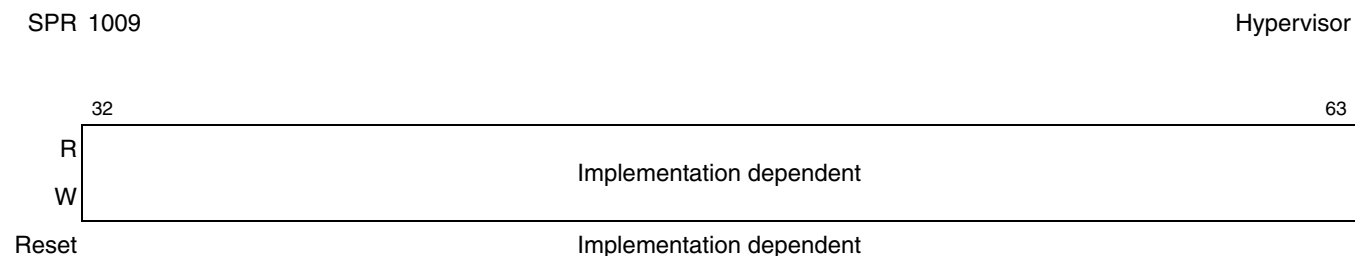 SPR 1009 Hypervisor
32 63
R
Implementation dependent
W
Reset Implementation dependent